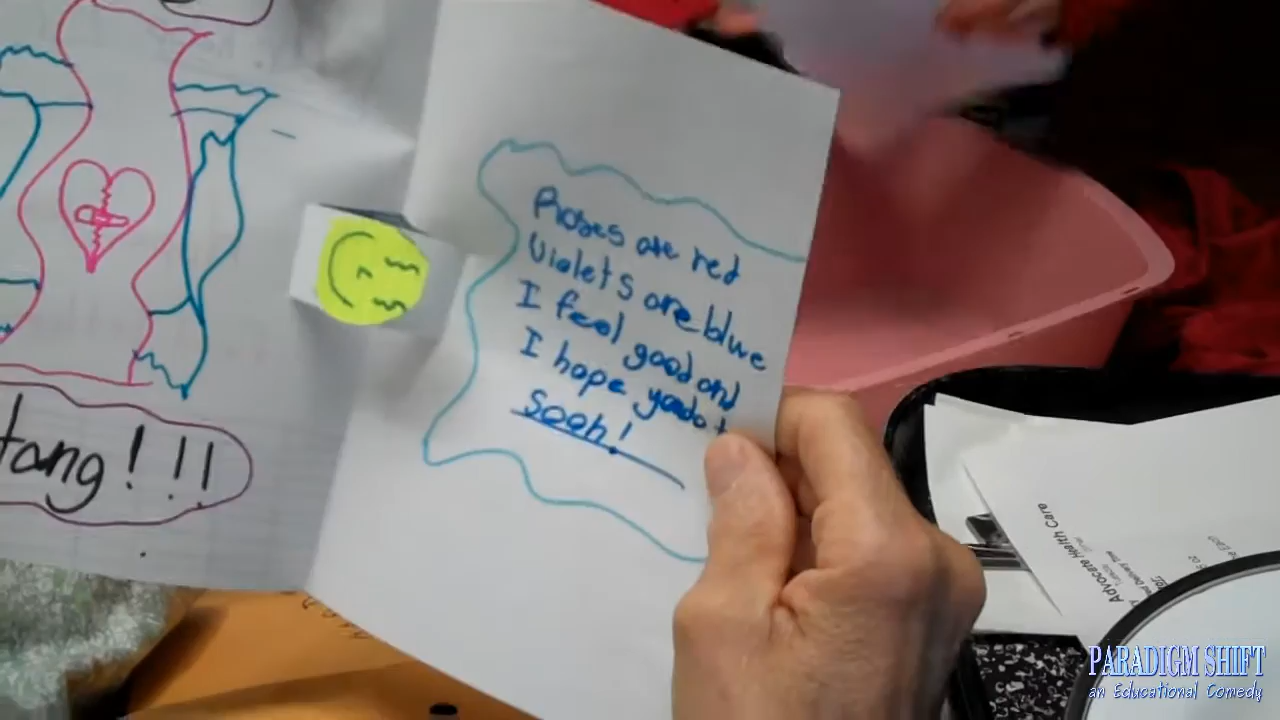 tang!!!
Roses are red
Violets are blue
I feel good and
I hope you do t
Sooh!
Advocate Health Care
PARADIGM SHIFT
an Educational Comedy